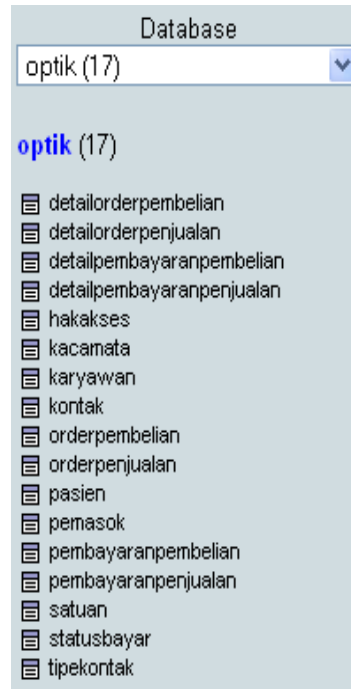 Database
optik (17)
optik (17)
detailorderpembelian
detailorderpenjualan
detailpembayaranpembelian
detailpembayaranpenjualan
hakakses
kacamata
karyawan
kontak
orderpembelian
orderpenjualan
pasien
pemasok
pembayaranpembelian
pembayaranpenjualan
satuan
statusbayar
tipekontak